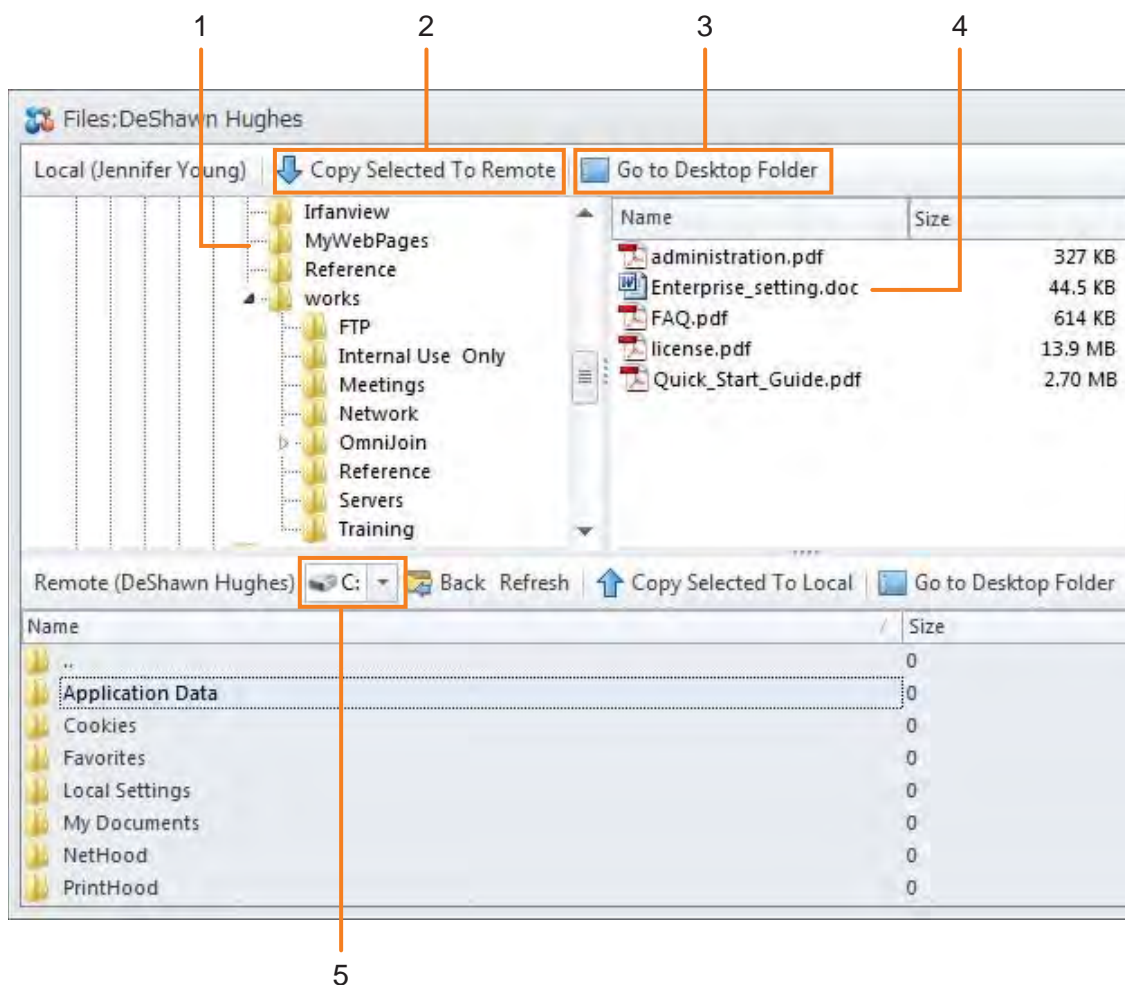 1 2 3 4
Files:DeShawn Hughes
Local (Jennifer Young) Copy Selected To Remote Go to Desktop Folder
Irfanview
MyWebPages
Reference
works
FTP
Internal Use Only
Meetings
Network
OmniJoin
Reference
Servers
Training
Name Size
administration.pdf 327 KB
Enterprise_setting.doc 44.5 KB
FAQ.pdf 614 KB
license.pdf 13.9 MB
Quick_Start_Guide.pdf 2.70 MB
Remote (DeShawn Hughes) C: Back Refresh Copy Selected To Local Go to Desktop Folder
Name Size
.. 0
Application Data 0
Cookies 0
Favorites 0
Local Settings 0
My Documents 0
NetHood 0
PrintHood 0
5